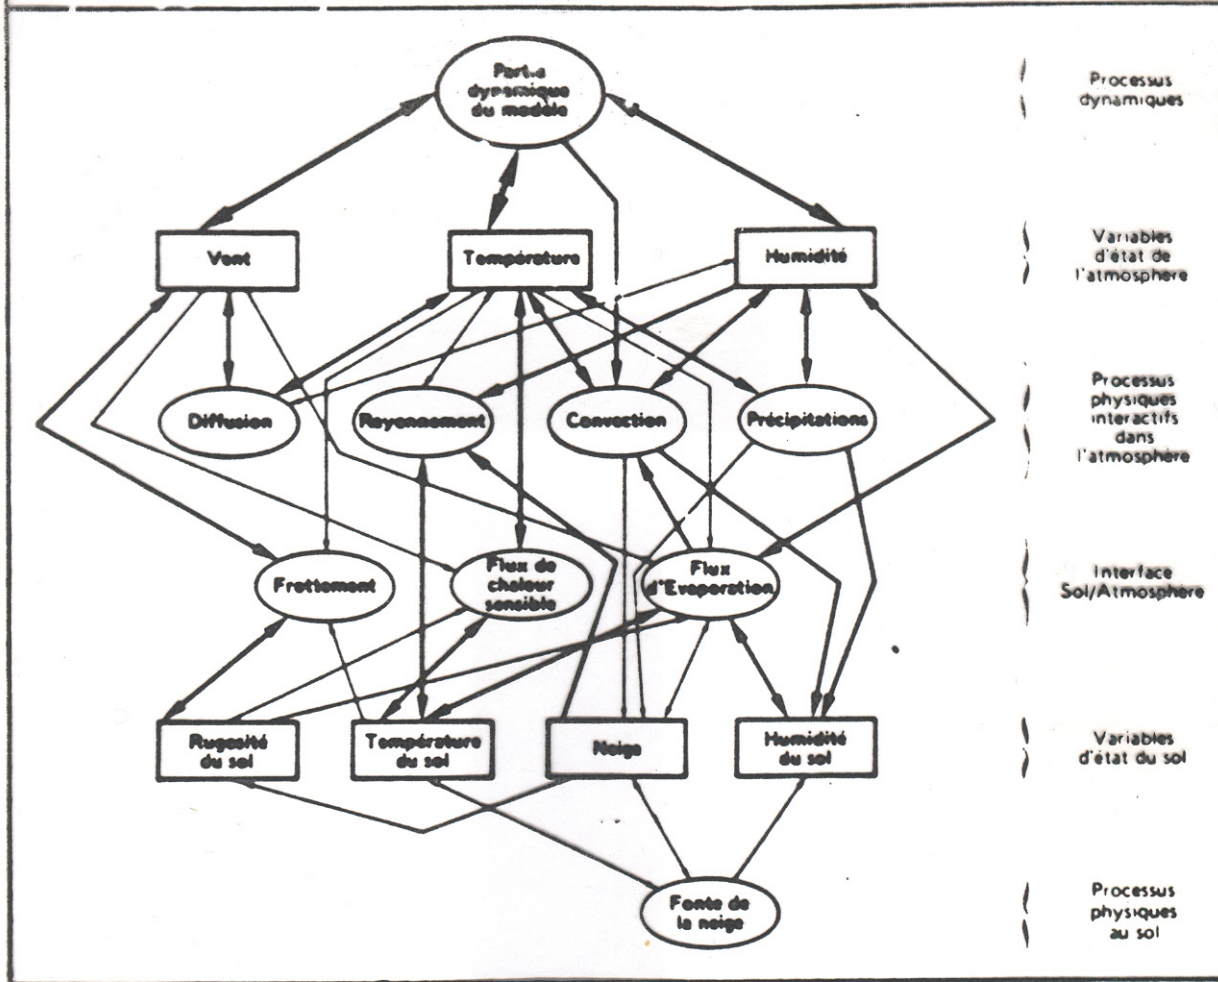 Partie
dynamique
du modèle
Processus
dynamiques
Vent
Température
Humidité
Variables
d'état de
l'atmosphère
Diffusion
Rayonnement
Convection
Précipitations
Processus
physiques
interactifs
dans
l'atmosphère
Frottement
Flux de
chaleur
sensible
Flux
d'Evaporation
Interface
Sol/Atmosphère
Rugosité
du sol
Température
du sol
Neige
Humidité
du sol
Variables
d'état du sol
Fonte de
la neige
Processus
physiques
au sol